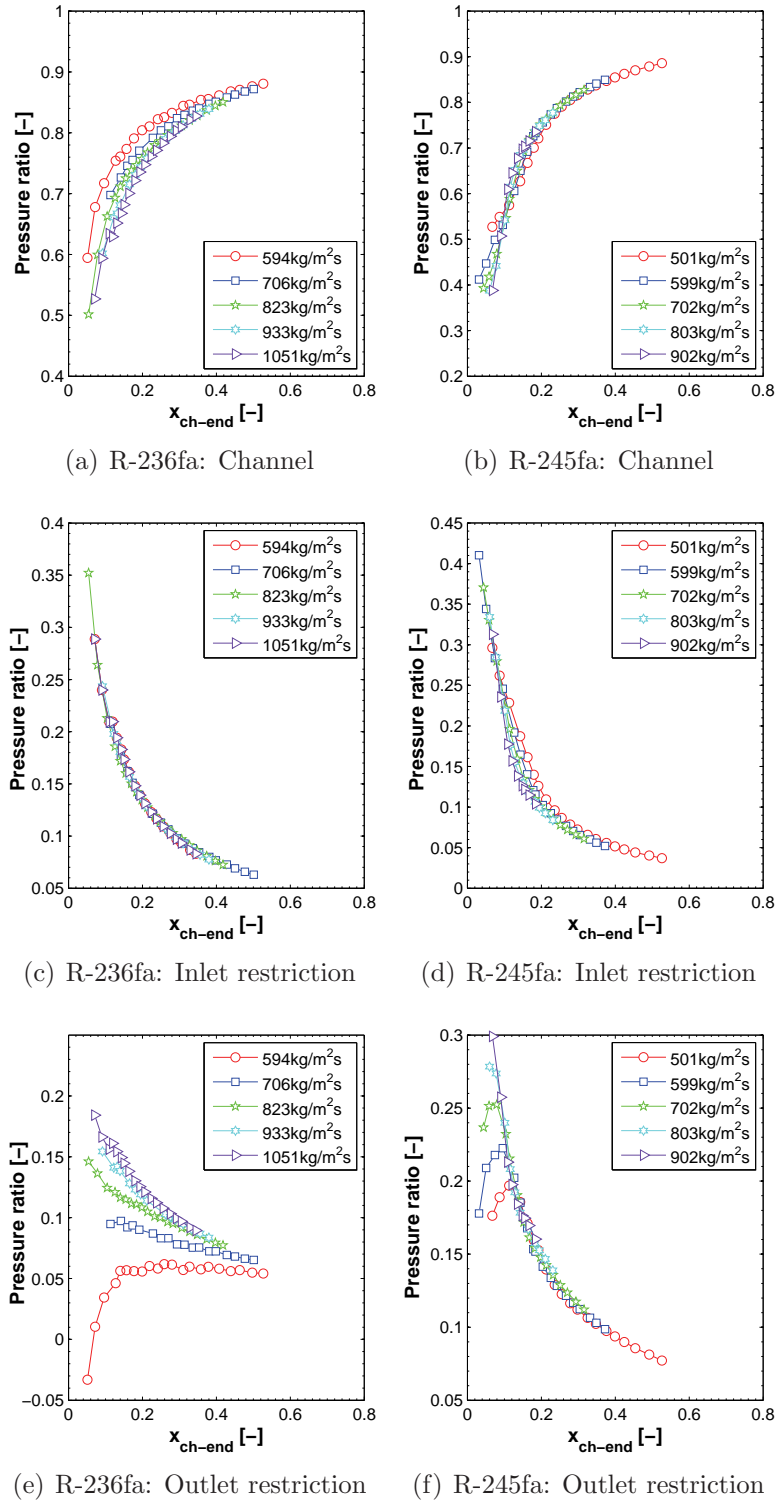 1
0.9
0.8
0.7
0.6
0.5
0.4
0 0.2 0.4 0.6 0.8
Pressure ratio [−]
x_ch−end [−]
594kg/m²s
706kg/m²s
823kg/m²s
933kg/m²s
1051kg/m²s
(a) R-236fa: Channel
1
0.9
0.8
0.7
0.6
0.5
0.4
0.3
0.2
0 0.2 0.4 0.6 0.8
Pressure ratio [−]
x_ch−end [−]
501kg/m²s
599kg/m²s
702kg/m²s
803kg/m²s
902kg/m²s
(b) R-245fa: Channel
0.4
0.35
0.3
0.25
0.2
0.15
0.1
0.05
0 0.2 0.4 0.6 0.8
Pressure ratio [−]
x_ch−end [−]
594kg/m²s
706kg/m²s
823kg/m²s
933kg/m²s
1051kg/m²s
(c) R-236fa: Inlet restriction
0.45
0.4
0.35
0.3
0.25
0.2
0.15
0.1
0.05
0
0 0.2 0.4 0.6 0.8
Pressure ratio [−]
x_ch−end [−]
501kg/m²s
599kg/m²s
702kg/m²s
803kg/m²s
902kg/m²s
(d) R-245fa: Inlet restriction
0.2
0.15
0.1
0.05
0
−0.05
0 0.2 0.4 0.6 0.8
Pressure ratio [−]
x_ch−end [−]
594kg/m²s
706kg/m²s
823kg/m²s
933kg/m²s
1051kg/m²s
(e) R-236fa: Outlet restriction
0.3
0.25
0.2
0.15
0.1
0.05
0 0.2 0.4 0.6 0.8
Pressure ratio [−]
x_ch−end [−]
501kg/m²s
599kg/m²s
702kg/m²s
803kg/m²s
902kg/m²s
(f) R-245fa: Outlet restriction